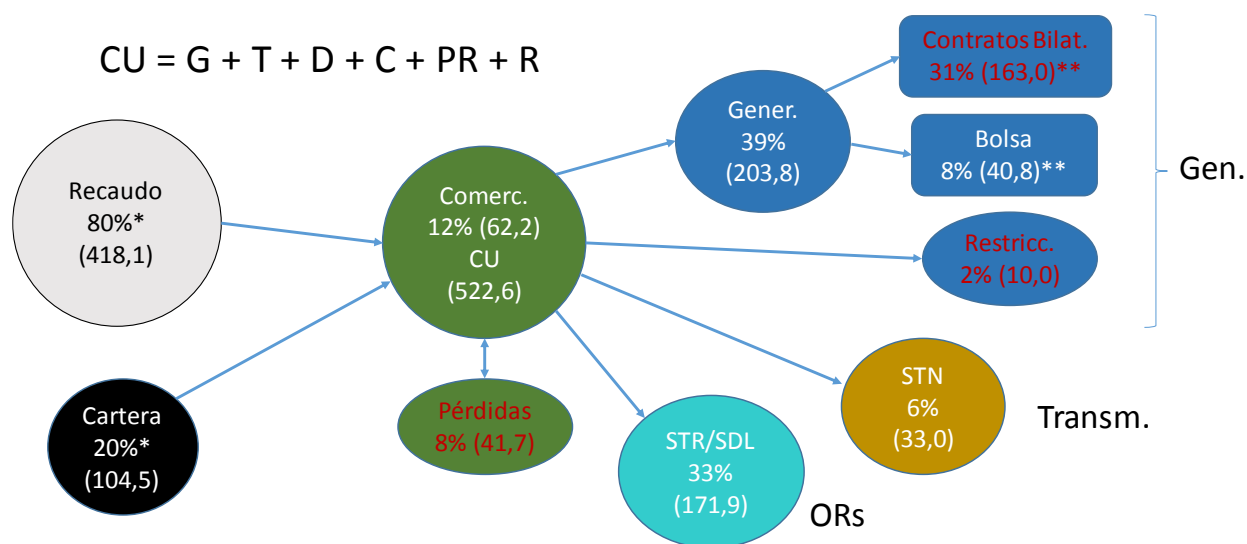 CU = G + T + D + C + PR + R
Recaudo
80%*
(418,1)
Cartera
20%*
(104,5)
Comerc.
12% (62,2)
CU
(522,6)
Pérdidas
8% (41,7)
Gener.
39%
(203,8)
Contratos Bilat.
31% (163,0)**
Bolsa
8% (40,8)**
Restricc.
2% (10,0)
Gen.
STN
6%
(33,0)
Transm.
STR/SDL
33%
(171,9)
ORs